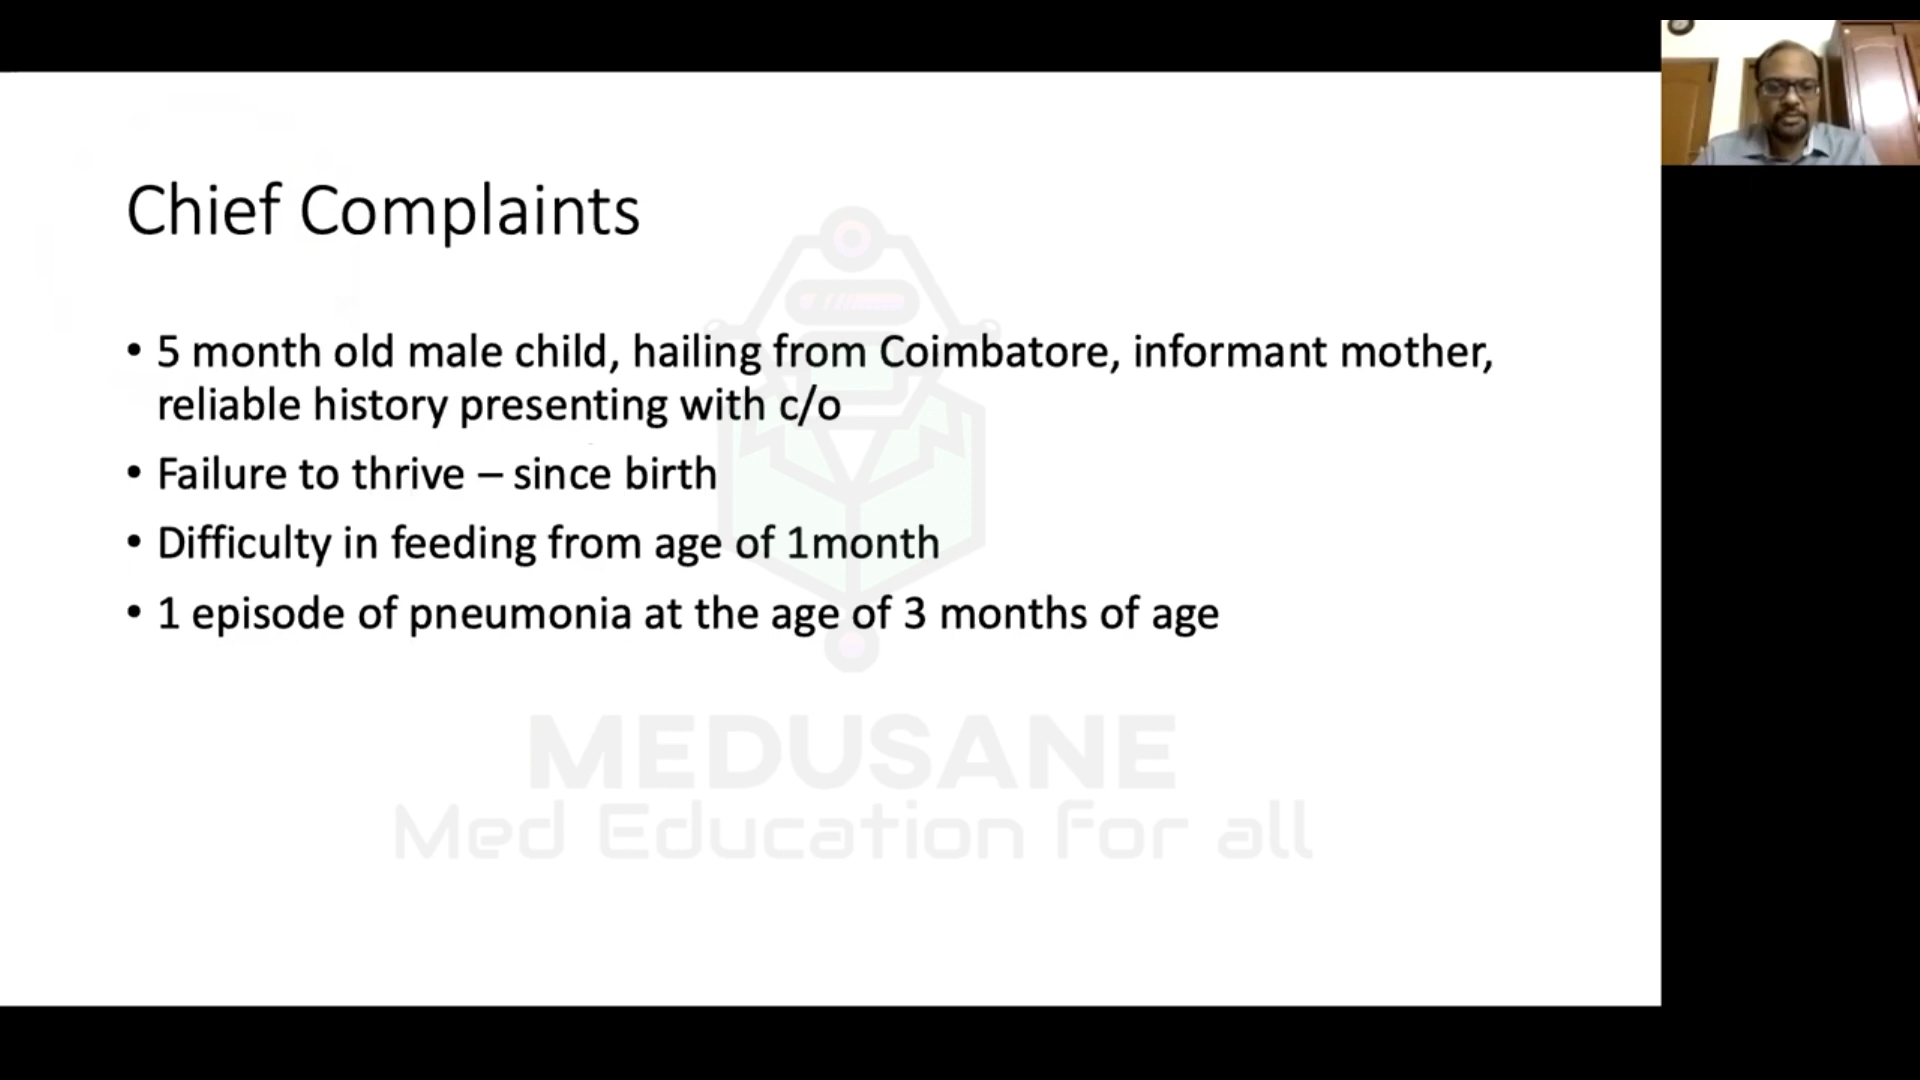 Chief Complaints
• 5 month old male child, hailing from Coimbatore, informant mother,
reliable history presenting with c/o
• Failure to thrive – since birth
• Difficulty in feeding from age of 1month
• 1 episode of pneumonia at the age of 3 months of age
MEDUSANE
Med Education for all